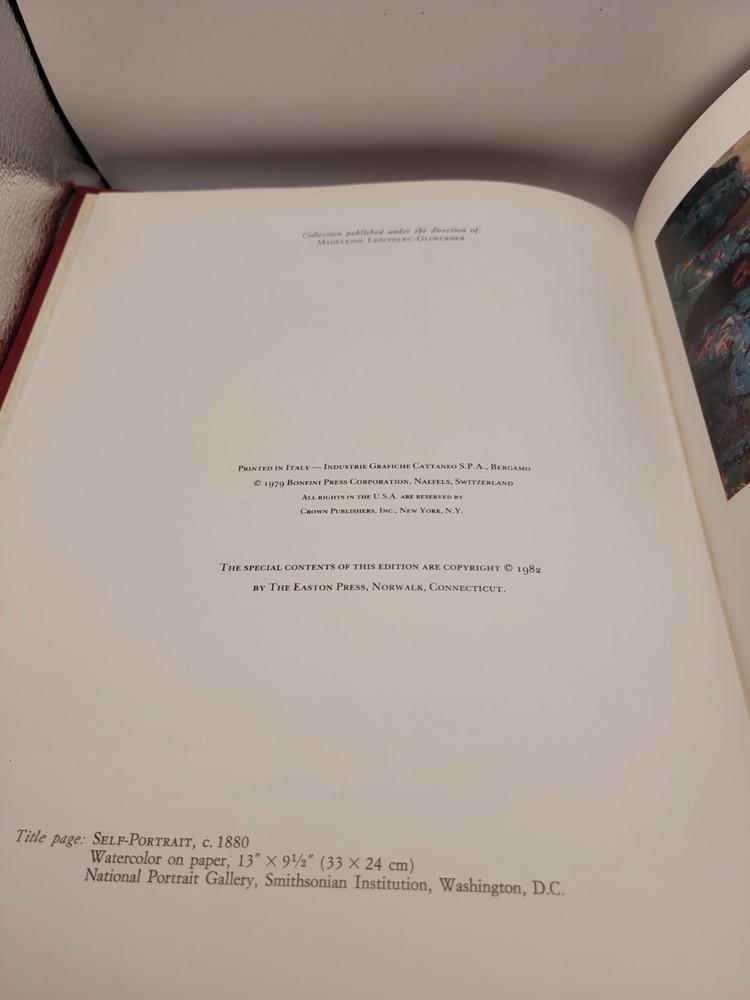 Collection published under the direction of:
Madeleine Ledivelec-Gloeckner
Printed in Italy — Industrie Grafiche Cattaneo S.P.A., Bergamo
© 1979 Bonfini Press Corporation, Naefels, Switzerland
All rights in the U.S.A. are reserved by
Crown Publishers, Inc., New York, N.Y.
The special contents of this edition are copyright © 1982
by The Easton Press, Norwalk, Connecticut.
Title page: Self-Portrait, c. 1880
Watercolor on paper, 13″ × 9½″ (33 × 24 cm)
National Portrait Gallery, Smithsonian Institution, Washington, D.C.